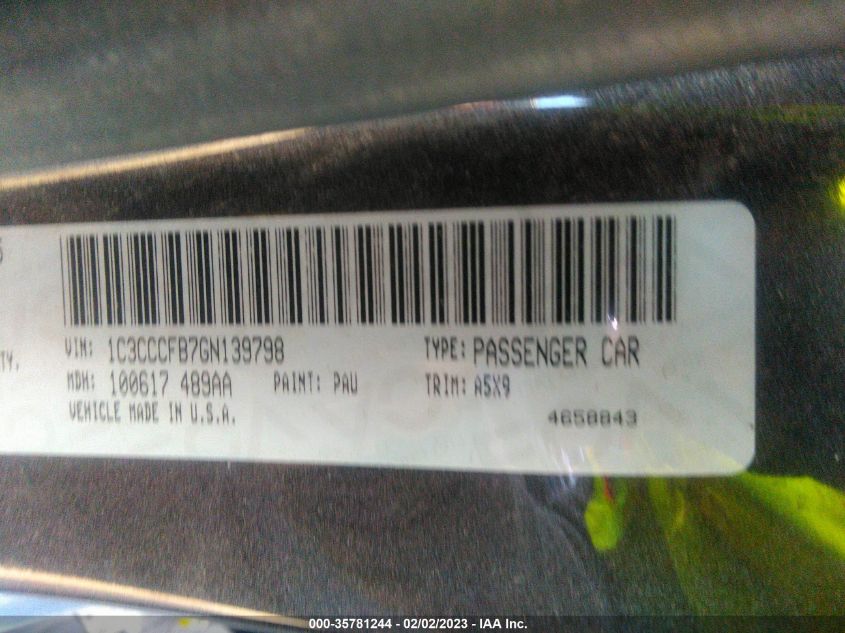 TY.
VIN: 1C3CCCFB7GN139798 TYPE: PASSENGER CAR
MDH: 100617 489AA PAINT: PAU TRIM: A5X9
VEHICLE MADE IN U.S.A. 4658843
000-35781244 - 02/02/2023 - IAA Inc.